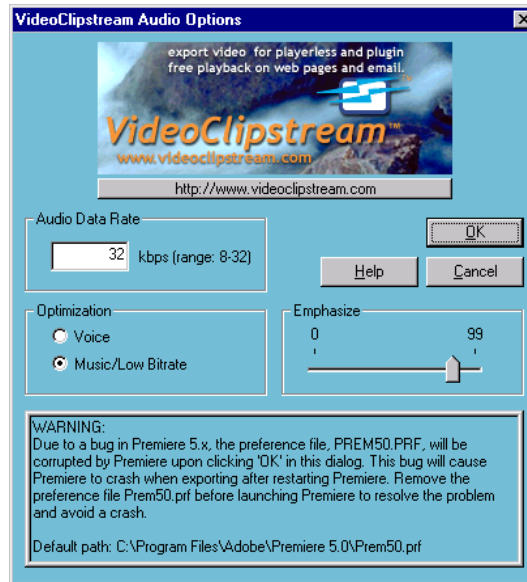 VideoClipstream Audio Options
export video for playerless and plugin
free playback on web pages and email.
VideoClipstream™
www.videoclipstream.com
http://www.videoclipstream.com
Audio Data Rate
32 kbps (range: 8-32)
OK
Help Cancel
Optimization
Voice
Music/Low Bitrate
Emphasize
0 99
WARNING:
Due to a bug in Premiere 5.x, the preference file, PREM50.PRF, will be
corrupted by Premiere upon clicking 'OK' in this dialog. This bug will cause
Premiere to crash when exporting after restarting Premiere. Remove the
preference file Prem50.prf before launching Premiere to resolve the problem
and avoid a crash.
Default path: C:\Program Files\Adobe\Premiere 5.0\Prem50.prf